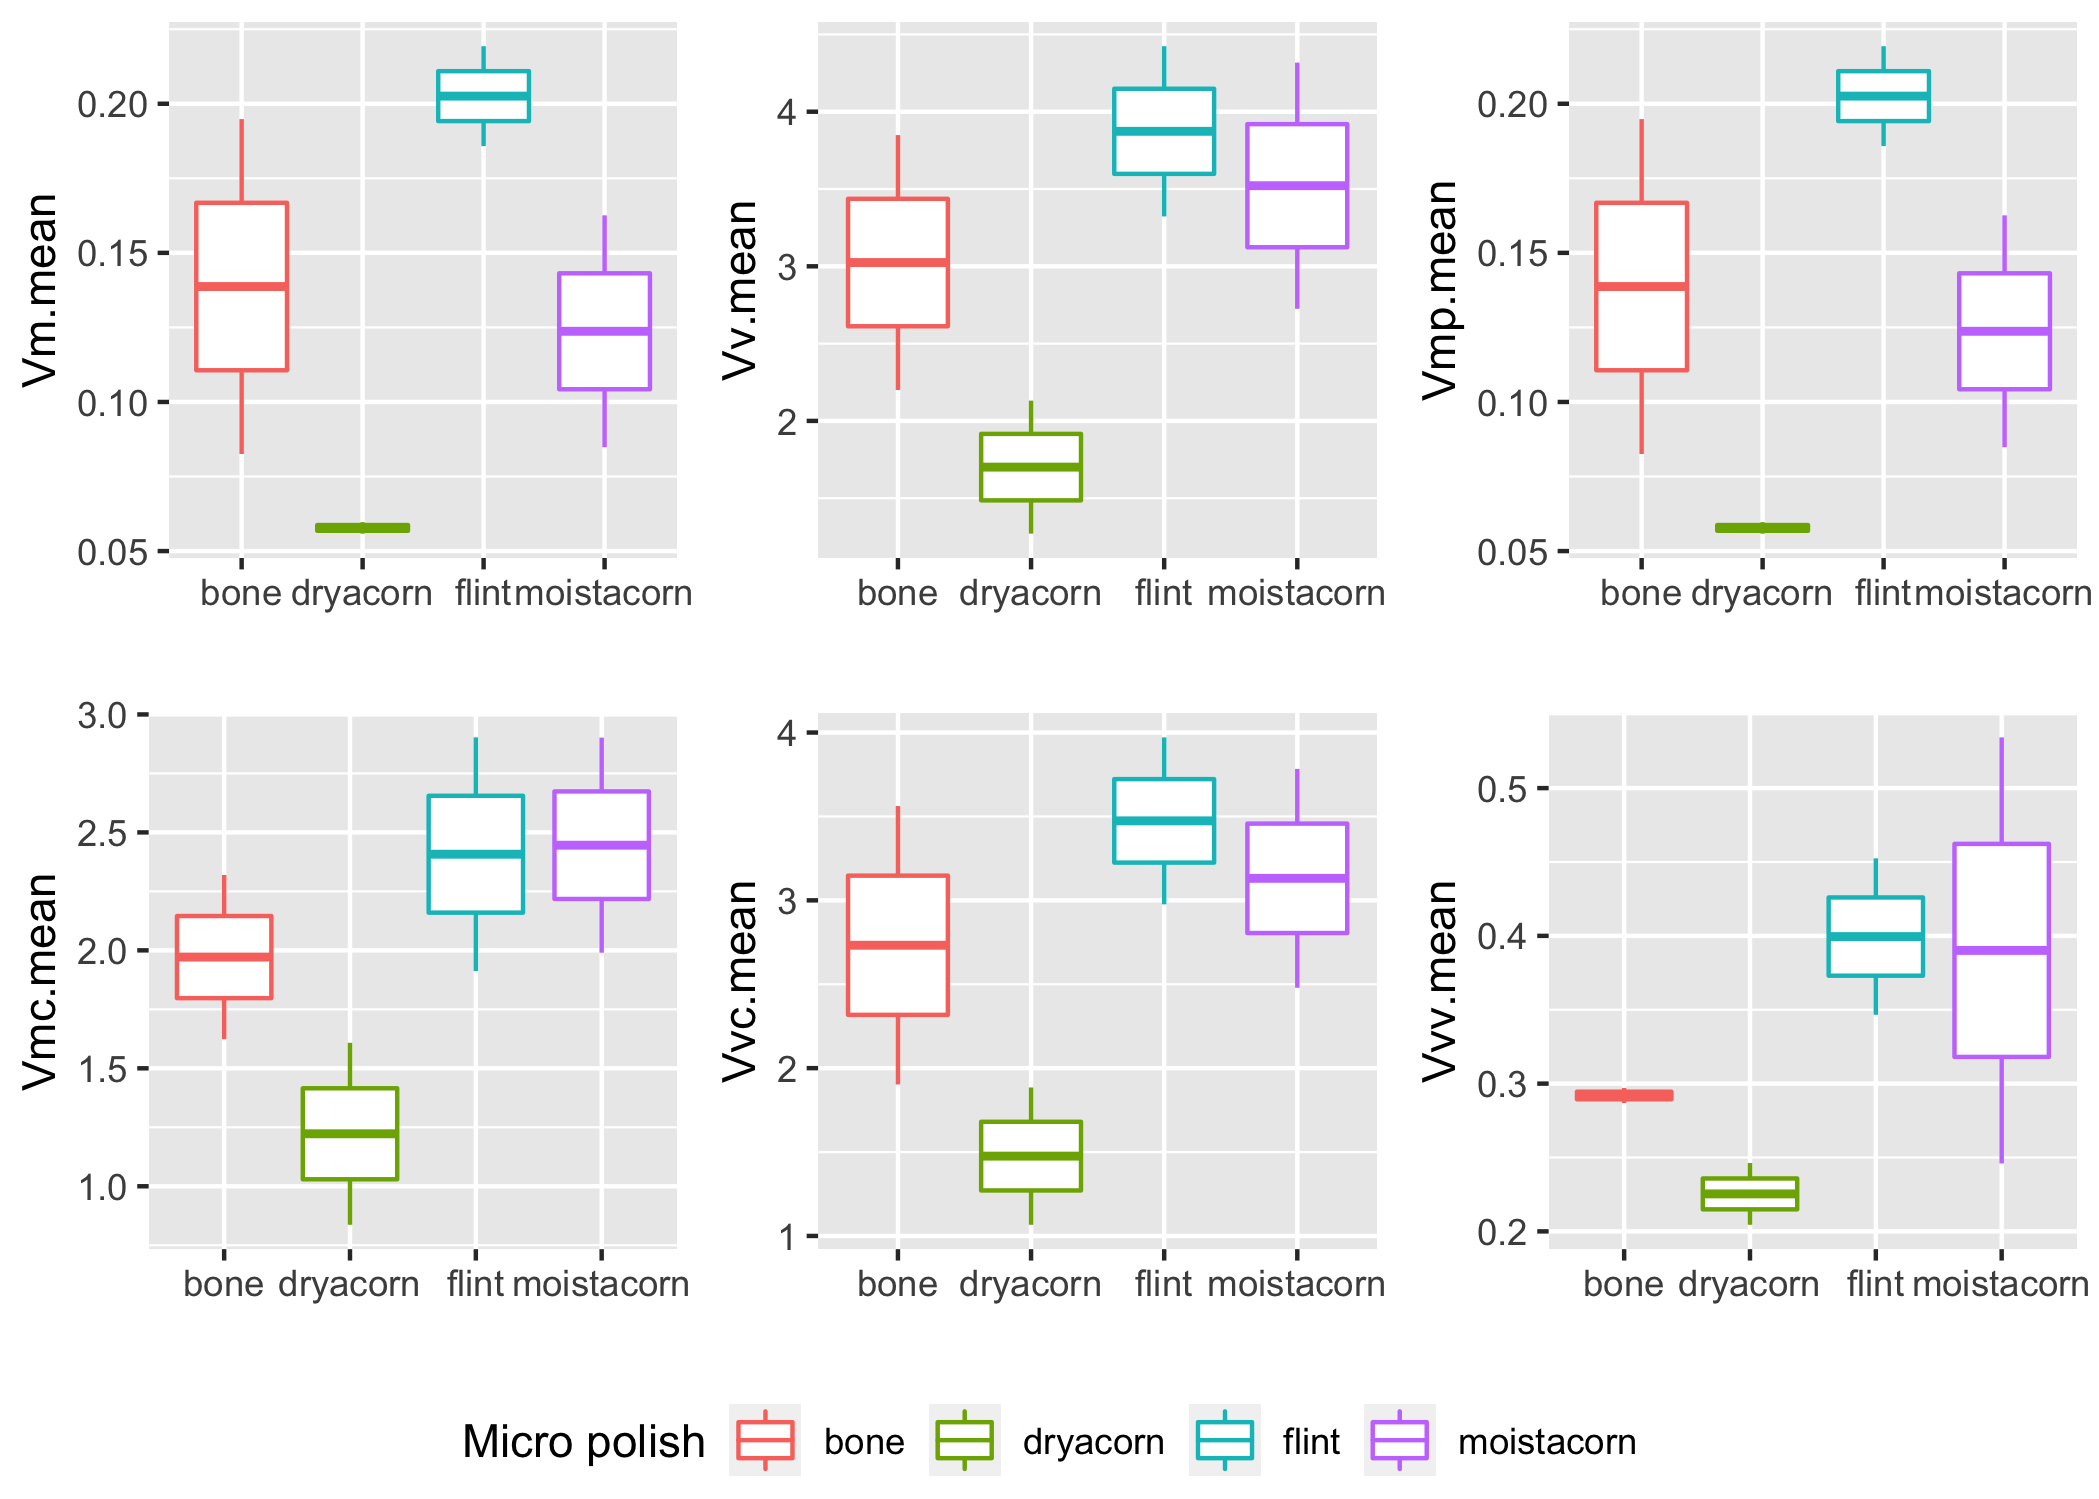 Vm.mean
0.20
0.15
0.10
0.05
bone dryacorn flint moistacorn
Vv.mean
4
3
2
bone dryacorn flint moistacorn
Vmp.mean
0.20
0.15
0.10
0.05
bone dryacorn flint moistacorn
Vmc.mean
3.0
2.5
2.0
1.5
1.0
bone dryacorn flint moistacorn
Vvc.mean
4
3
2
1
bone dryacorn flint moistacorn
Vvv.mean
0.5
0.4
0.3
0.2
bone dryacorn flint moistacorn
Micro polish bone dryacorn flint moistacorn